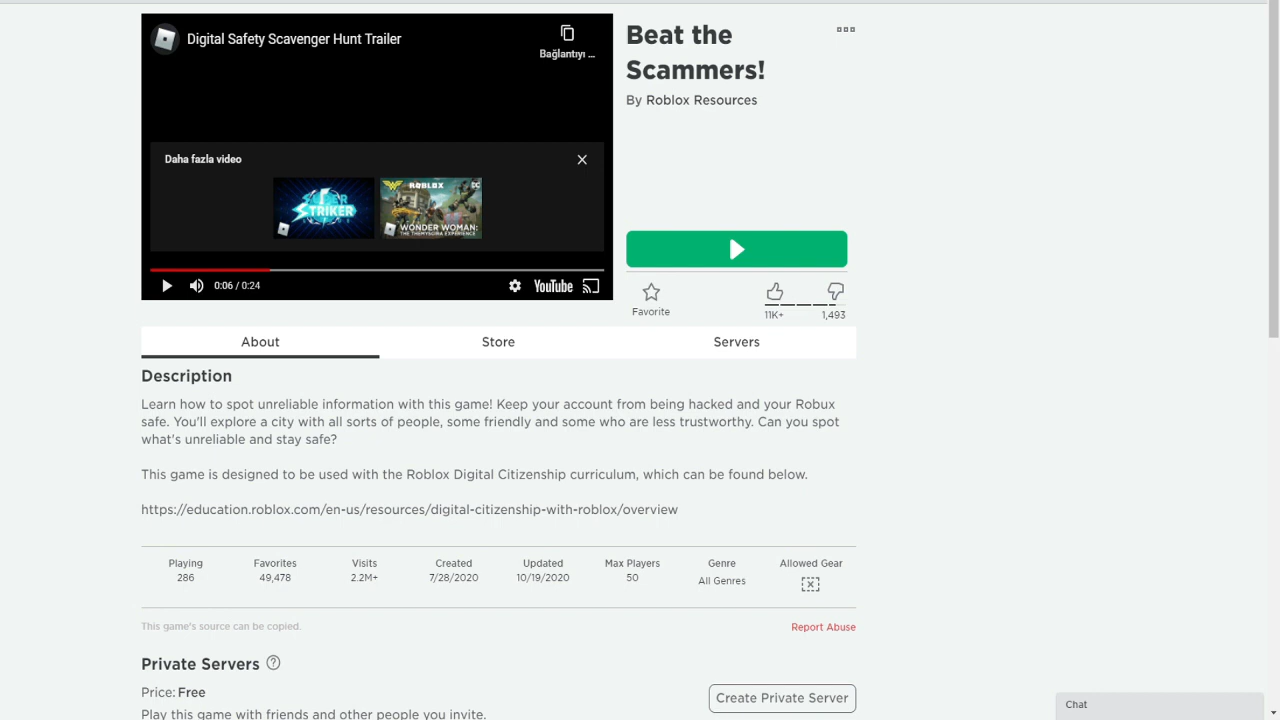 Digital Safety Scavenger Hunt Trailer
Bağlantıyı ...
Daha fazla video
STRIKER
ROBLOX
DC
WONDER WOMAN:
THE THEMYSCIRA EXPERIENCE
0:06 / 0:24
YouTube
Beat the
Scammers!
By Roblox Resources
Favorite
11K+
1,493
About
Store
Servers
Description
Learn how to spot unreliable information with this game! Keep your account from being hacked and your Robux
safe. You'll explore a city with all sorts of people, some friendly and some who are less trustworthy. Can you spot
what's unreliable and stay safe?
This game is designed to be used with the Roblox Digital Citizenship curriculum, which can be found below.
https://education.roblox.com/en-us/resources/digital-citizenship-with-roblox/overview
Playing
Favorites
Visits
Created
Updated
Max Players
Genre
Allowed Gear
286
49,478
2.2M+
7/28/2020
10/19/2020
50
All Genres
This game's source can be copied.
Report Abuse
Private Servers
Price: Free
Create Private Server
Play this game with friends and other people you invite.
Chat